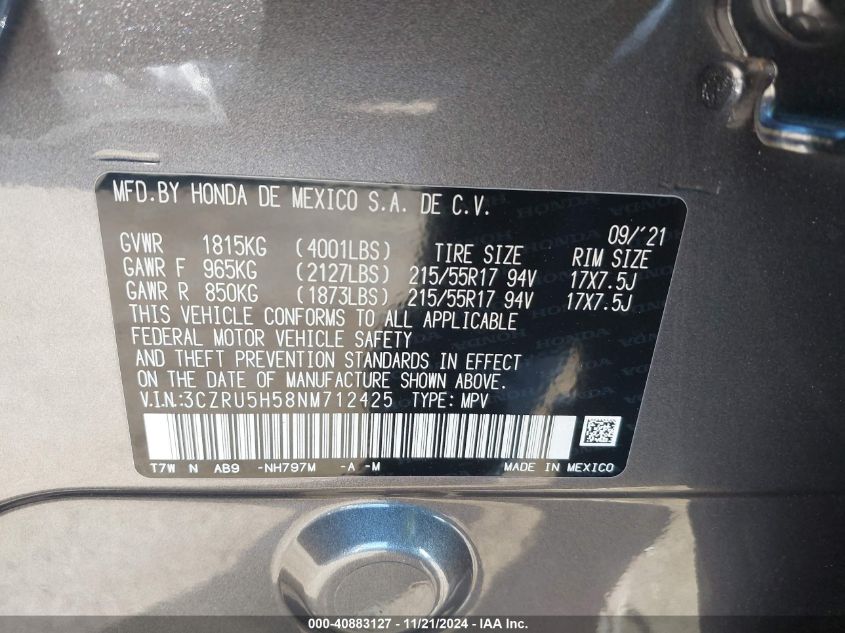 MFD.BY HONDA DE MEXICO S.A. DE C.V.
09/'21
GVWR 1815KG (4001LBS) TIRE SIZE RIM SIZE
GAWR F 965KG (2127LBS) 215/55R17 94V 17X7.5J
GAWR R 850KG (1873LBS) 215/55R17 94V 17X7.5J
THIS VEHICLE CONFORMS TO ALL APPLICABLE
FEDERAL MOTOR VEHICLE SAFETY
AND THEFT PREVENTION STANDARDS IN EFFECT
ON THE DATE OF MANUFACTURE SHOWN ABOVE.
V.I.N.:3CZRU5H58NM712425 TYPE: MPV
T7W N AB9 -NH797M -A -M MADE IN MEXICO
000-40883127 - 11/21/2024 - IAA Inc.